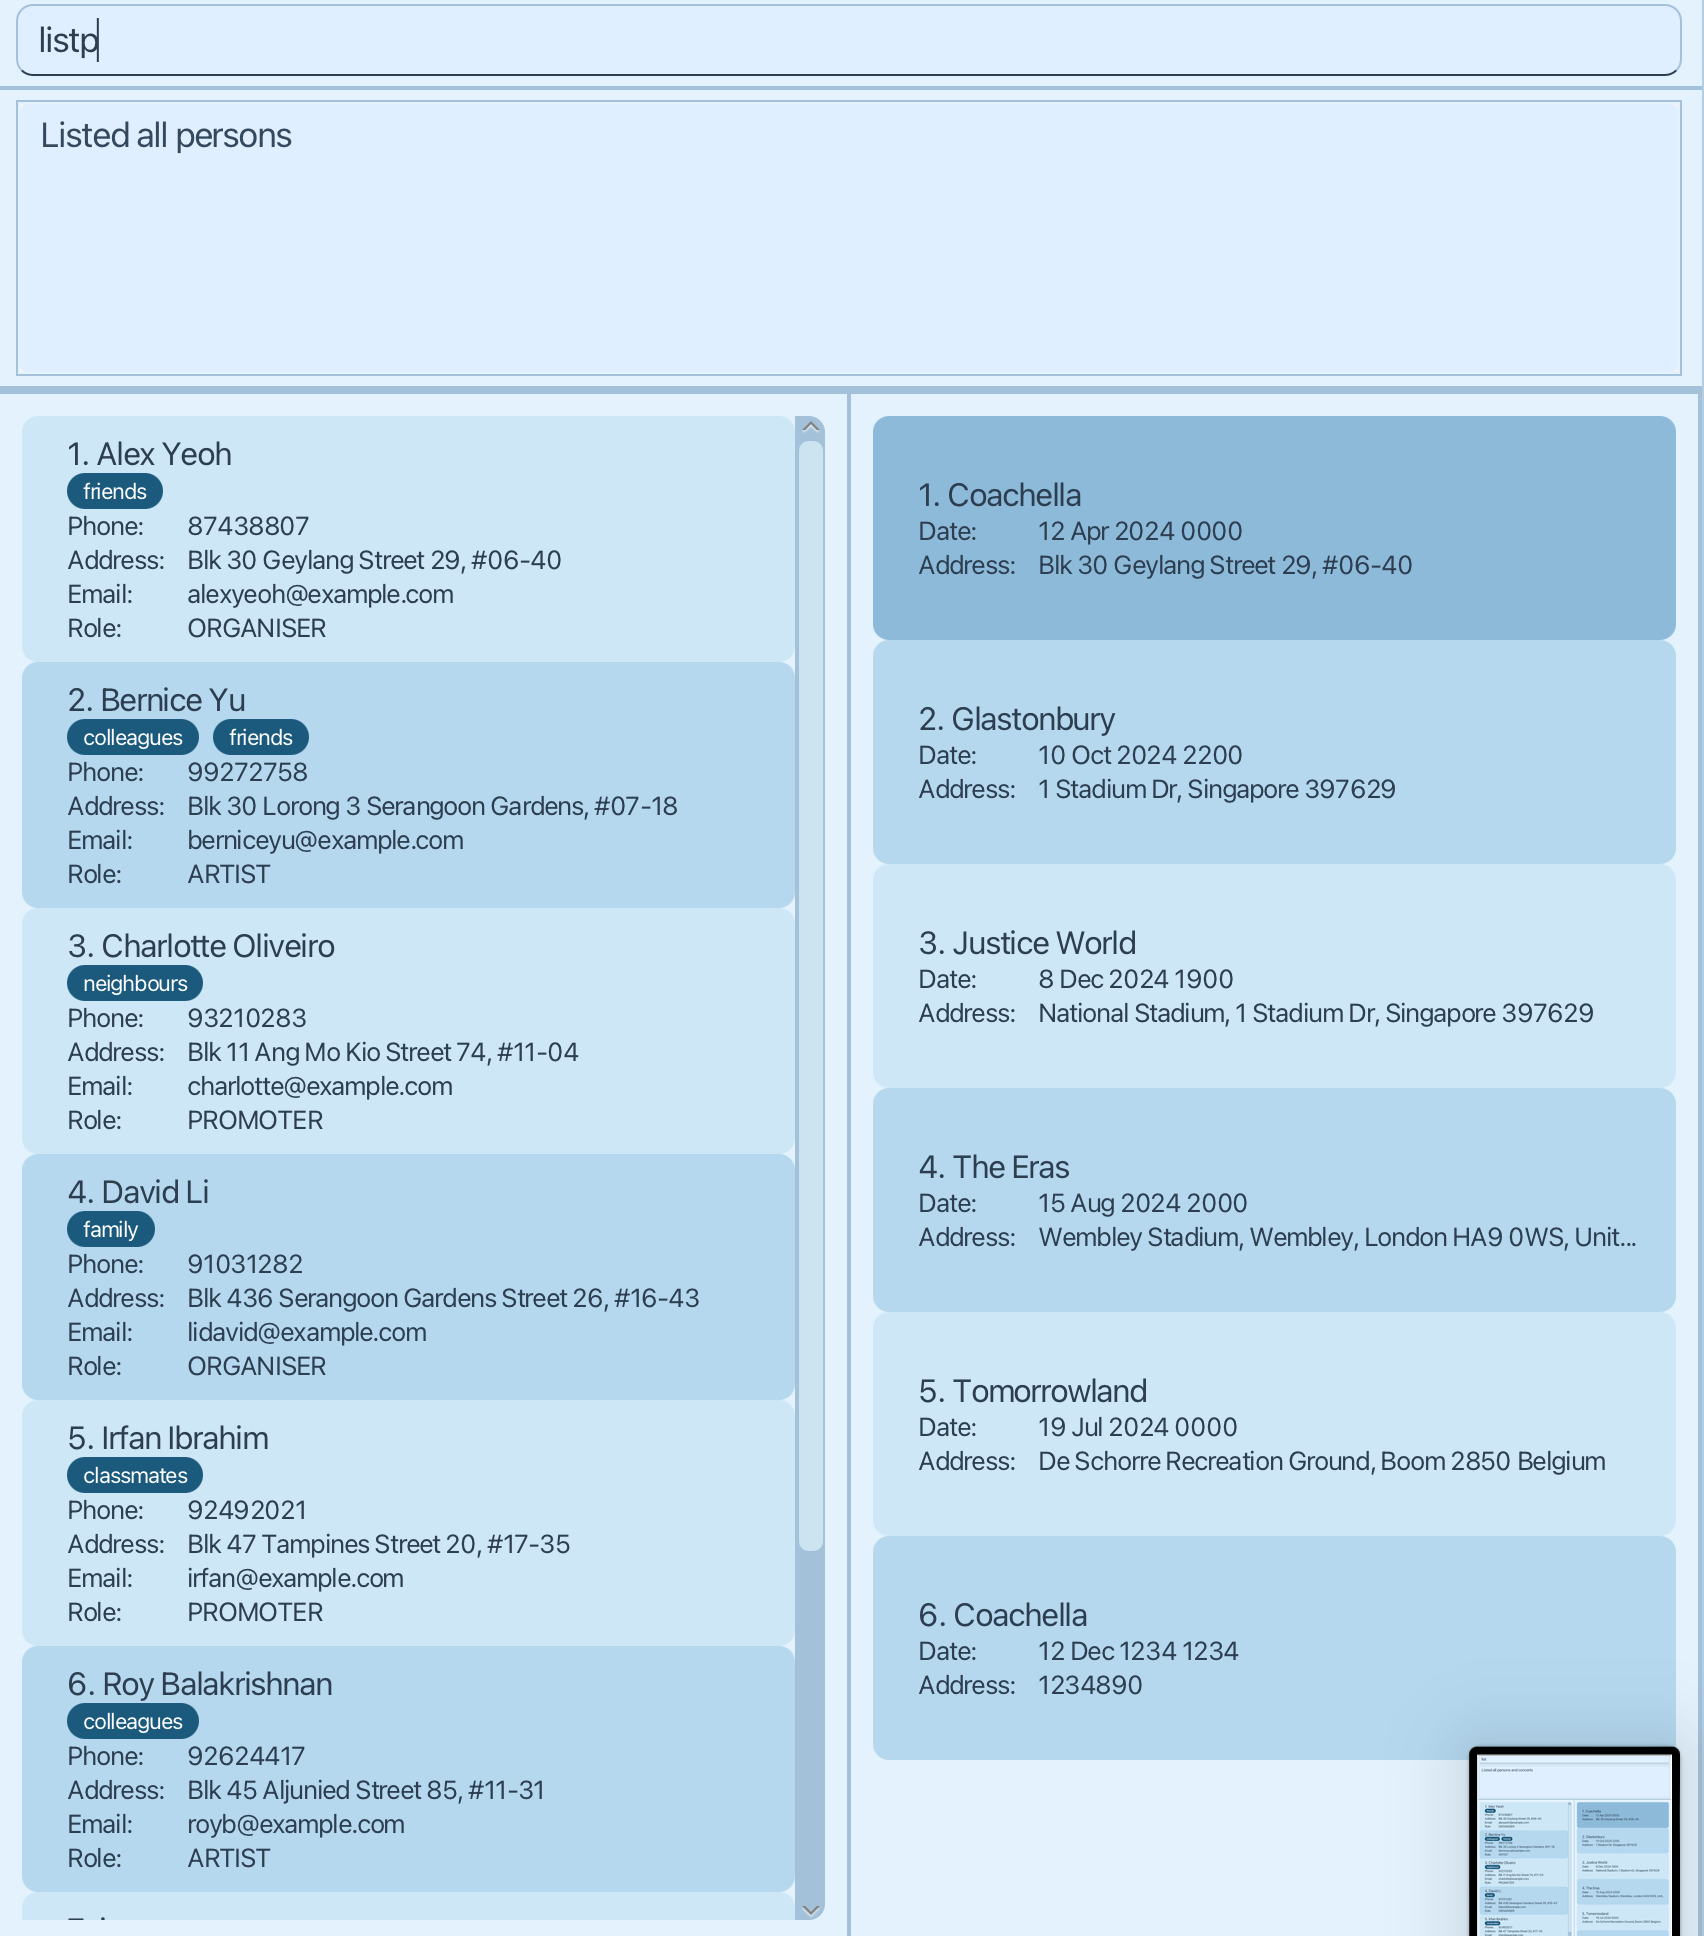 listp
Listed all persons
1. Alex Yeoh
friends
Phone: 87438807
Address: Blk 30 Geylang Street 29, #06-40
Email: alexyeoh@example.com
Role: ORGANISER
2. Bernice Yu
colleagues friends
Phone: 99272758
Address: Blk 30 Lorong 3 Serangoon Gardens, #07-18
Email: berniceyu@example.com
Role: ARTIST
3. Charlotte Oliveiro
neighbours
Phone: 93210283
Address: Blk 11 Ang Mo Kio Street 74, #11-04
Email: charlotte@example.com
Role: PROMOTER
4. David Li
family
Phone: 91031282
Address: Blk 436 Serangoon Gardens Street 26, #16-43
Email: lidavid@example.com
Role: ORGANISER
5. Irfan Ibrahim
classmates
Phone: 92492021
Address: Blk 47 Tampines Street 20, #17-35
Email: irfan@example.com
Role: PROMOTER
6. Roy Balakrishnan
colleagues
Phone: 92624417
Address: Blk 45 Aljunied Street 85, #11-31
Email: royb@example.com
Role: ARTIST
1. Coachella
Date: 12 Apr 2024 0000
Address: Blk 30 Geylang Street 29, #06-40
2. Glastonbury
Date: 10 Oct 2024 2200
Address: 1 Stadium Dr, Singapore 397629
3. Justice World
Date: 8 Dec 2024 1900
Address: National Stadium, 1 Stadium Dr, Singapore 397629
4. The Eras
Date: 15 Aug 2024 2000
Address: Wembley Stadium, Wembley, London HA9 0WS, Unit...
5. Tomorrowland
Date: 19 Jul 2024 0000
Address: De Schorre Recreation Ground, Boom 2850 Belgium
6. Coachella
Date: 12 Dec 1234 1234
Address: 1234890